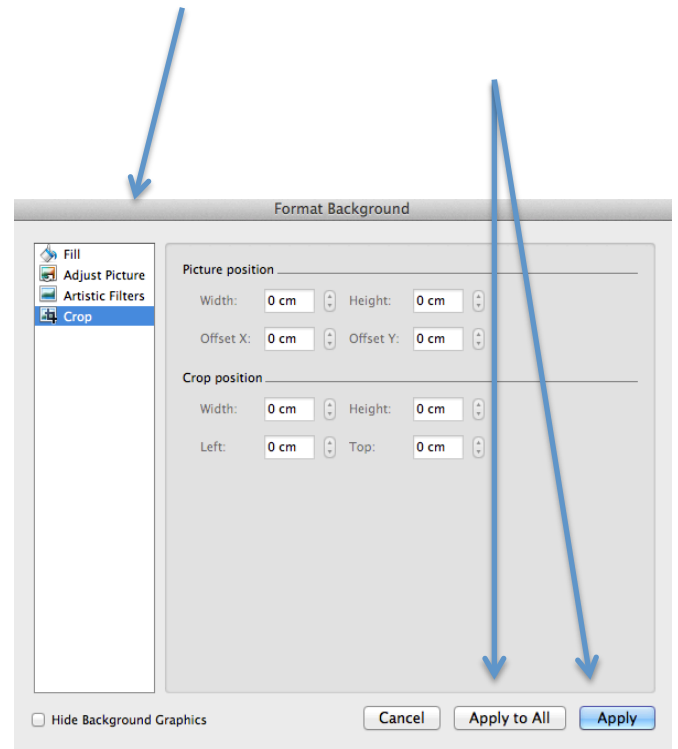 Format Background
Fill
Adjust Picture
Artistic Filters
Crop
Picture position
Width: 0 cm Height: 0 cm
Offset X: 0 cm Offset Y: 0 cm
Crop position
Width: 0 cm Height: 0 cm
Left: 0 cm Top: 0 cm
Hide Background Graphics Cancel Apply to All Apply